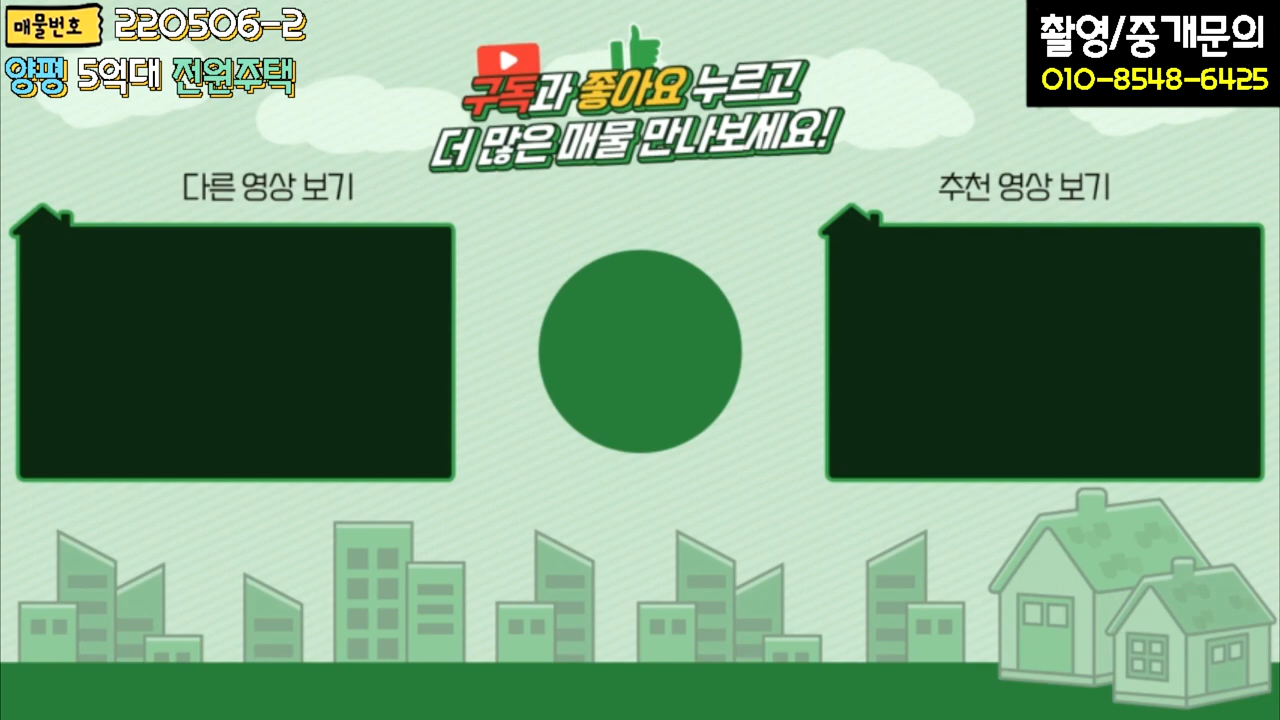 매물번호 220506-2
양평 5억대 전원주택
촬영/중개문의
010-8548-6425
구독과 좋아요 누르고
더 많은 매물 만나보세요!
다른 영상 보기
추천 영상 보기